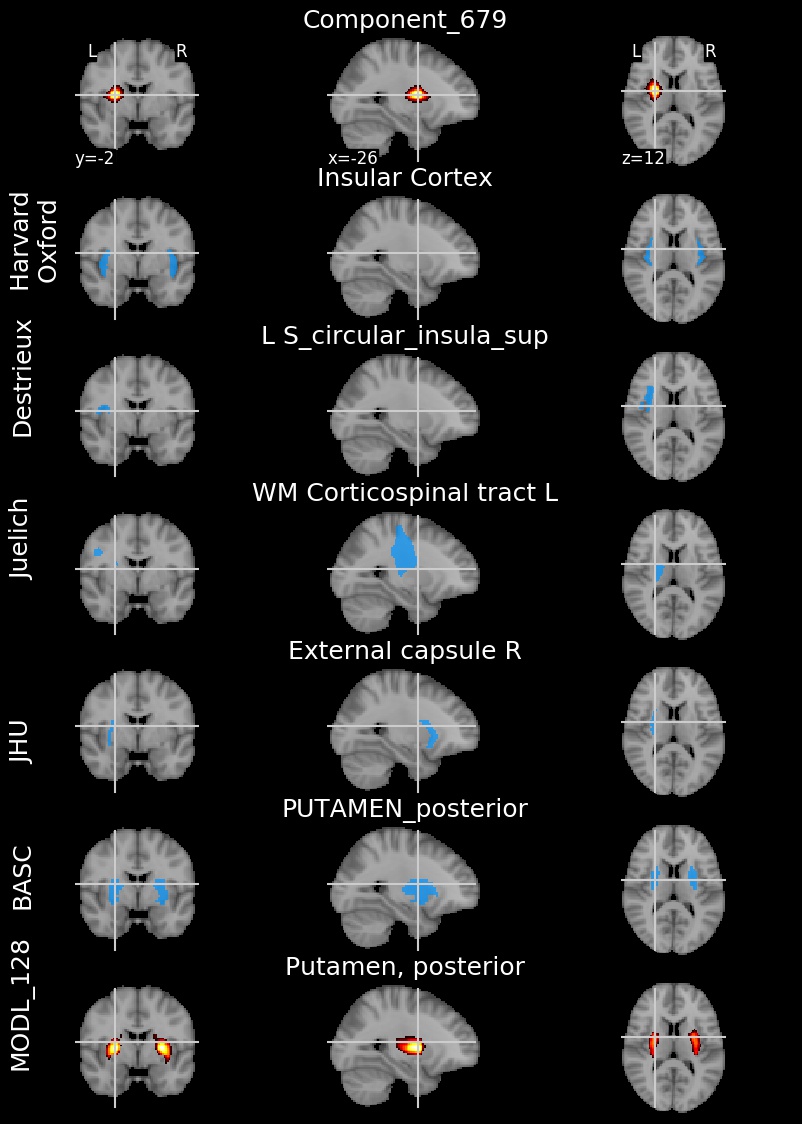 Component_679
L R
L R
y=-2
x=-26
z=12
Insular Cortex
Harvard
Oxford
L S_circular_insula_sup
Destrieux
WM Corticospinal tract L
Juelich
External capsule R
JHU
PUTAMEN_posterior
BASC
Putamen, posterior
MODL_128